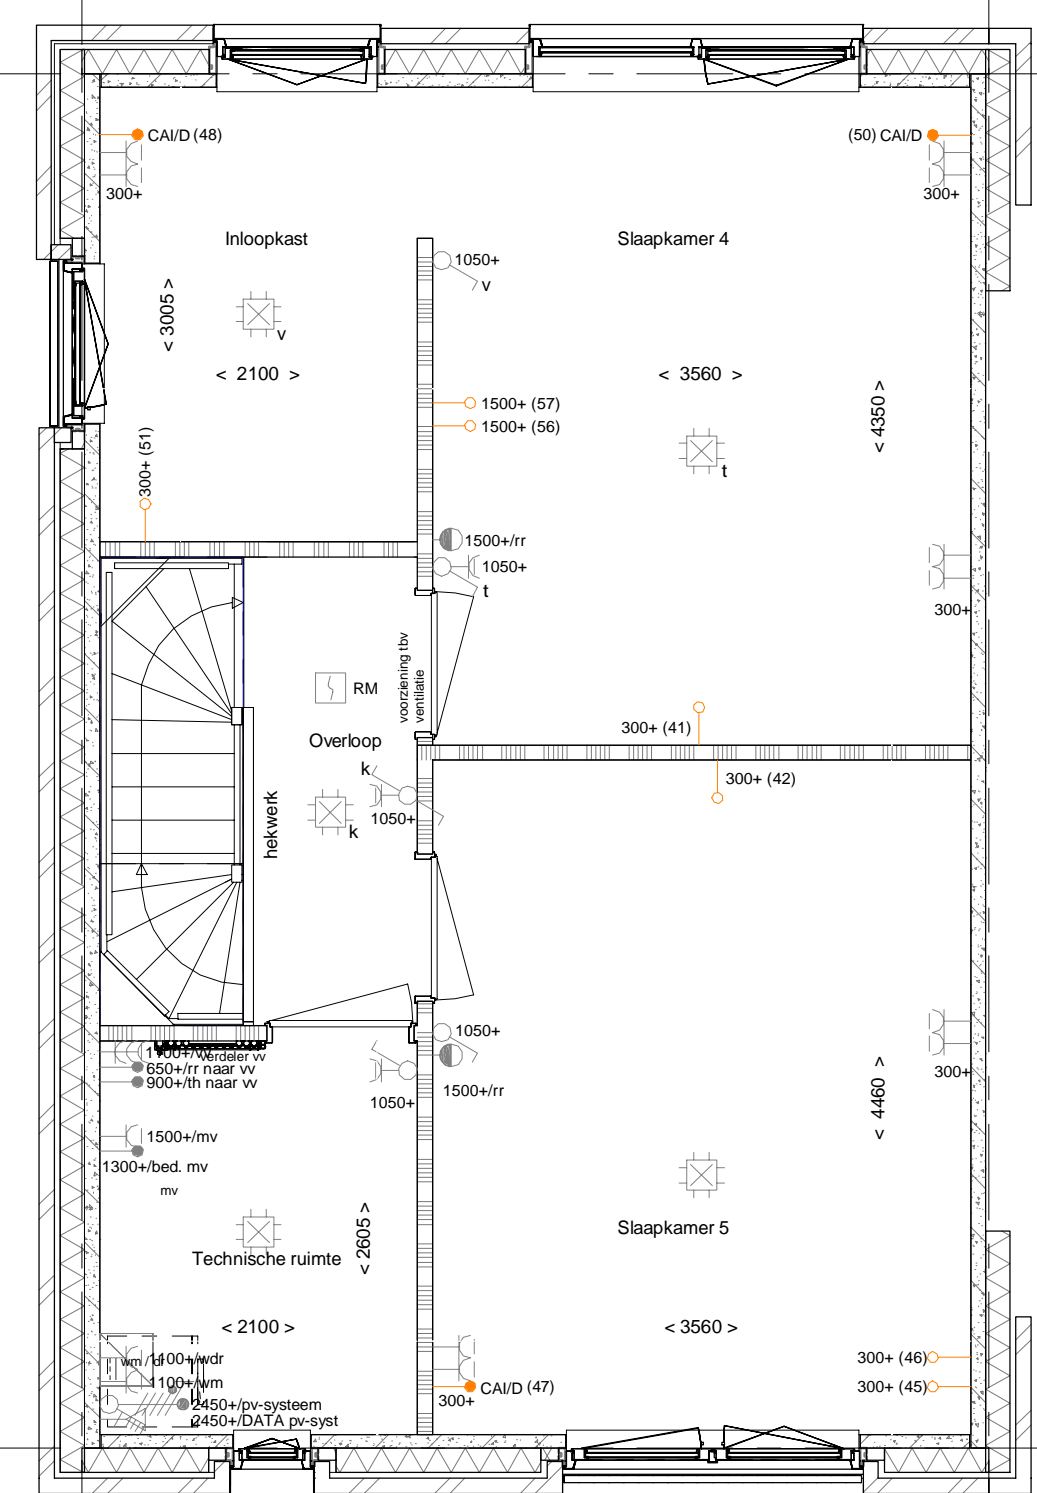 CAI/D (48)
300+
(50) CAI/D
300+
Inloopkast
Slaapkamer 4
1050+
v
< 3005 >
v
< 2100 >
< 3560 >
1500+ (57)
1500+ (56)
< 4350 >
t
300+ (51)
1500+/rr
1050+
t
300+
voorziening tbv
ventilatie
RM
300+ (41)
Overloop
k
300+ (42)
1050+
k
hekwerk
1050+
1100+/vv
verdeler vv
650+/rr naar vv
900+/th naar vv
1050+
1500+/rr
300+
< 4460 >
1500+/mv
1300+/bed. mv
mv
< 2605 >
Slaapkamer 5
Technische ruimte
< 2100 >
< 3560 >
wm / dr
1100+/wdr
1100+/wm
2450+/pv-systeem
2450+/DATA pv-syst
CAI/D (47)
300+
300+ (46)
300+ (45)